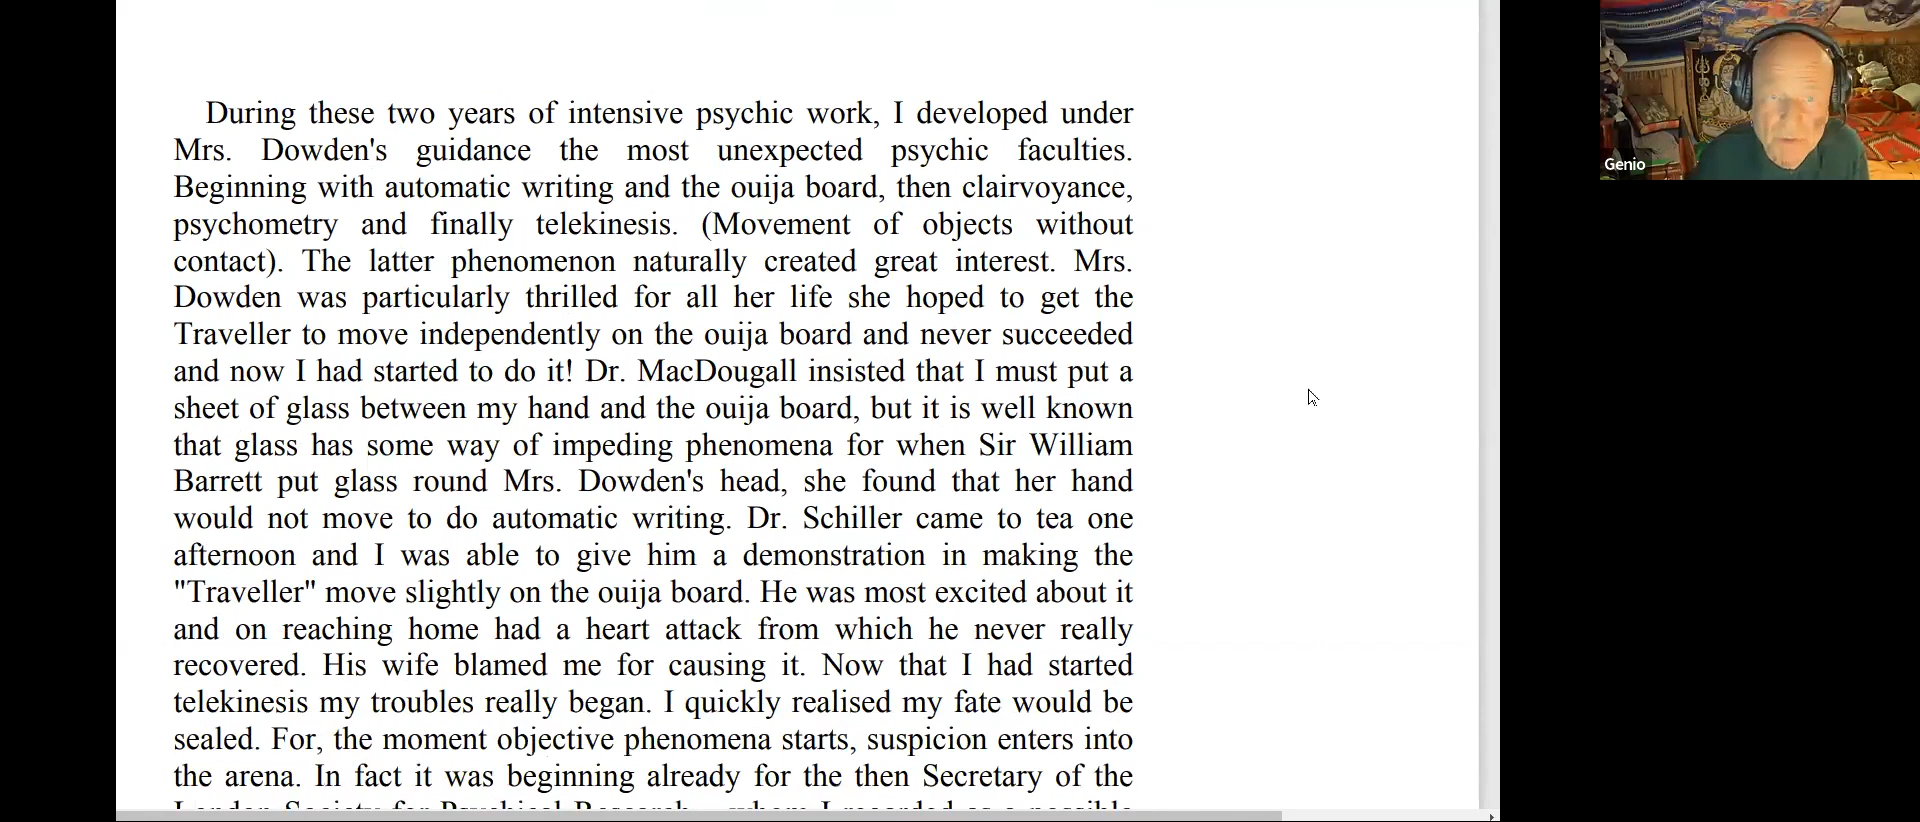 During these two years of intensive psychic work, I developed under
Mrs. Dowden's guidance the most unexpected psychic faculties.
Beginning with automatic writing and the ouija board, then clairvoyance,
psychometry and finally telekinesis. (Movement of objects without
contact). The latter phenomenon naturally created great interest. Mrs.
Dowden was particularly thrilled for all her life she hoped to get the
Traveller to move independently on the ouija board and never succeeded
and now I had started to do it! Dr. MacDougall insisted that I must put a
sheet of glass between my hand and the ouija board, but it is well known
that glass has some way of impeding phenomena for when Sir William
Barrett put glass round Mrs. Dowden's head, she found that her hand
would not move to do automatic writing. Dr. Schiller came to tea one
afternoon and I was able to give him a demonstration in making the
"Traveller" move slightly on the ouija board. He was most excited about it
and on reaching home had a heart attack from which he never really
recovered. His wife blamed me for causing it. Now that I had started
telekinesis my troubles really began. I quickly realised my fate would be
sealed. For, the moment objective phenomena starts, suspicion enters into
the arena. In fact it was beginning already for the then Secretary of the
London Society for Psychical Research whom I regarded as a possible
Genio